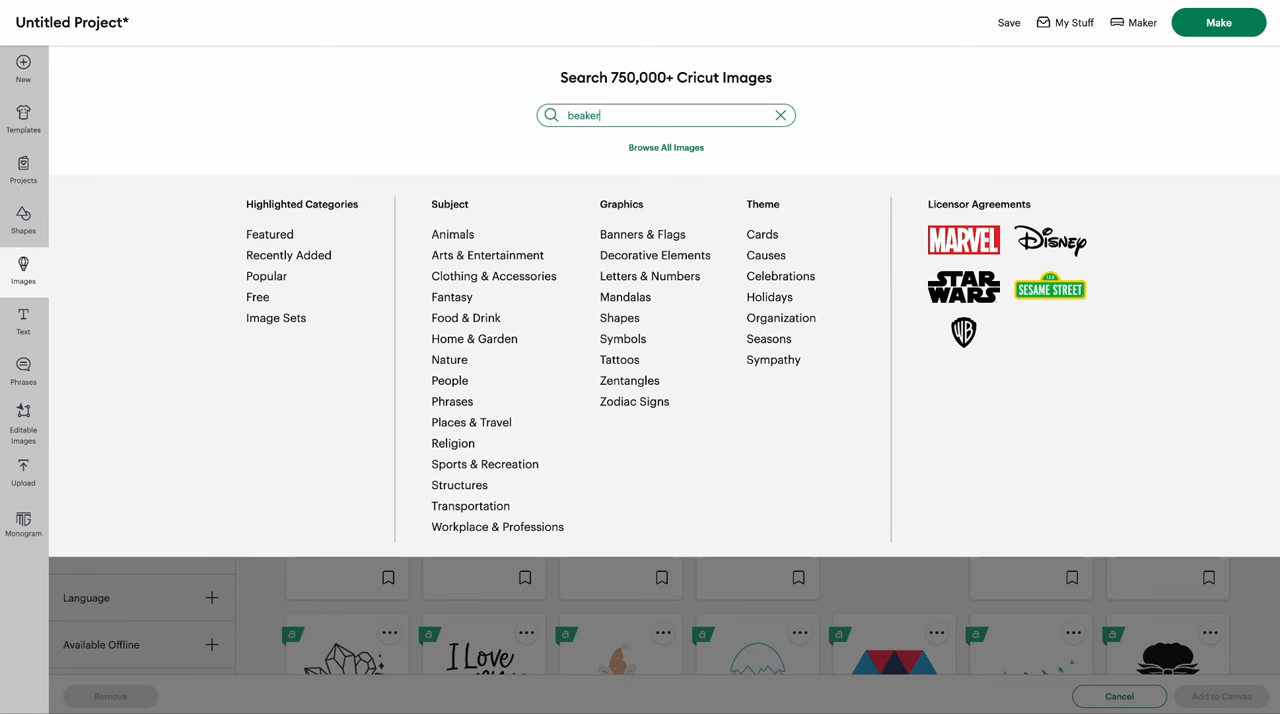 Untitled Project*
Save
My Stuff
Maker
Make
New
Templates
Projects
Shapes
Images
Text
Phrases
Editable
Images
Upload
Monogram
Search 750,000+ Cricut Images
beaker
Browse All Images
Highlighted Categories
Featured
Recently Added
Popular
Free
Image Sets
Subject
Animals
Arts & Entertainment
Clothing & Accessories
Fantasy
Food & Drink
Home & Garden
Nature
People
Phrases
Places & Travel
Religion
Sports & Recreation
Structures
Transportation
Workplace & Professions
Graphics
Banners & Flags
Decorative Elements
Letters & Numbers
Mandalas
Shapes
Symbols
Tattoos
Zentangles
Zodiac Signs
Theme
Cards
Causes
Celebrations
Holidays
Organization
Seasons
Sympathy
Licensor Agreements
MARVEL
Disney
STAR
WARS
123
SESAME STREET
WB
Language
Available Offline
a
a
a
a
a
a
a
I Love
Remove
Cancel
Add to Canvas